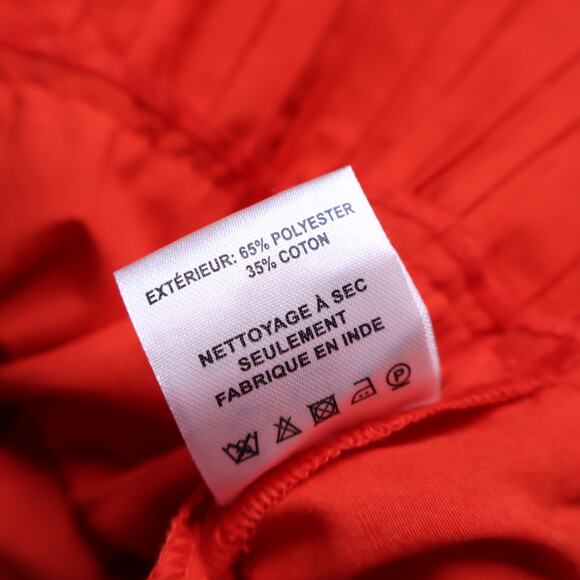 EXTÉRIEUR: 65% POLYESTER
35% COTON
NETTOYAGE À SEC
SEULEMENT
FABRIQUE EN INDE
P